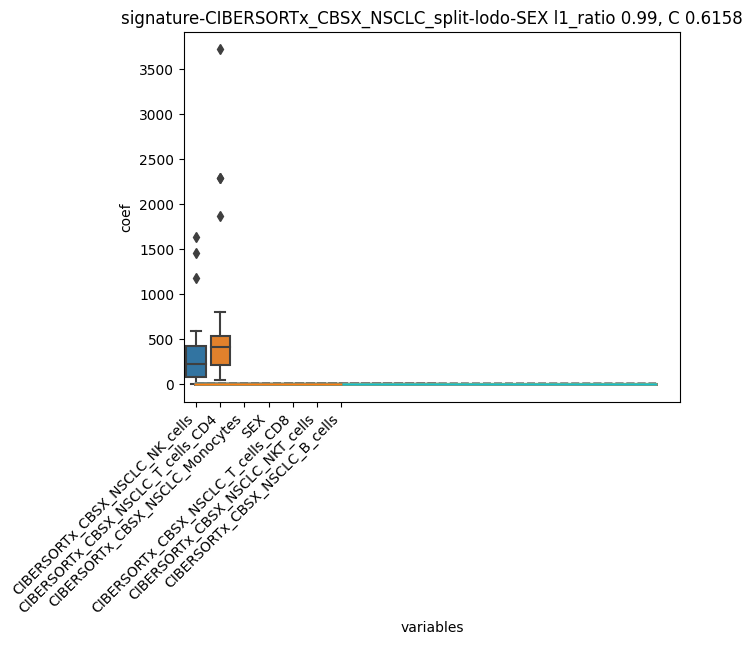 signature-CIBERSORTx_CBSX_NSCLC_split-lodo-SEX l1_ratio 0.99, C 0.6158
3500
3000
2500
2000
1500
1000
500
0
coef
CIBERSORTx_CBSX_NSCLC_NK_cells
CIBERSORTx_CBSX_NSCLC_T_cells_CD4
CIBERSORTx_CBSX_NSCLC_Monocytes
SEX
CIBERSORTx_CBSX_NSCLC_T_cells_CD8
CIBERSORTx_CBSX_NSCLC_NKT_cells
CIBERSORTx_CBSX_NSCLC_B_cells
variables